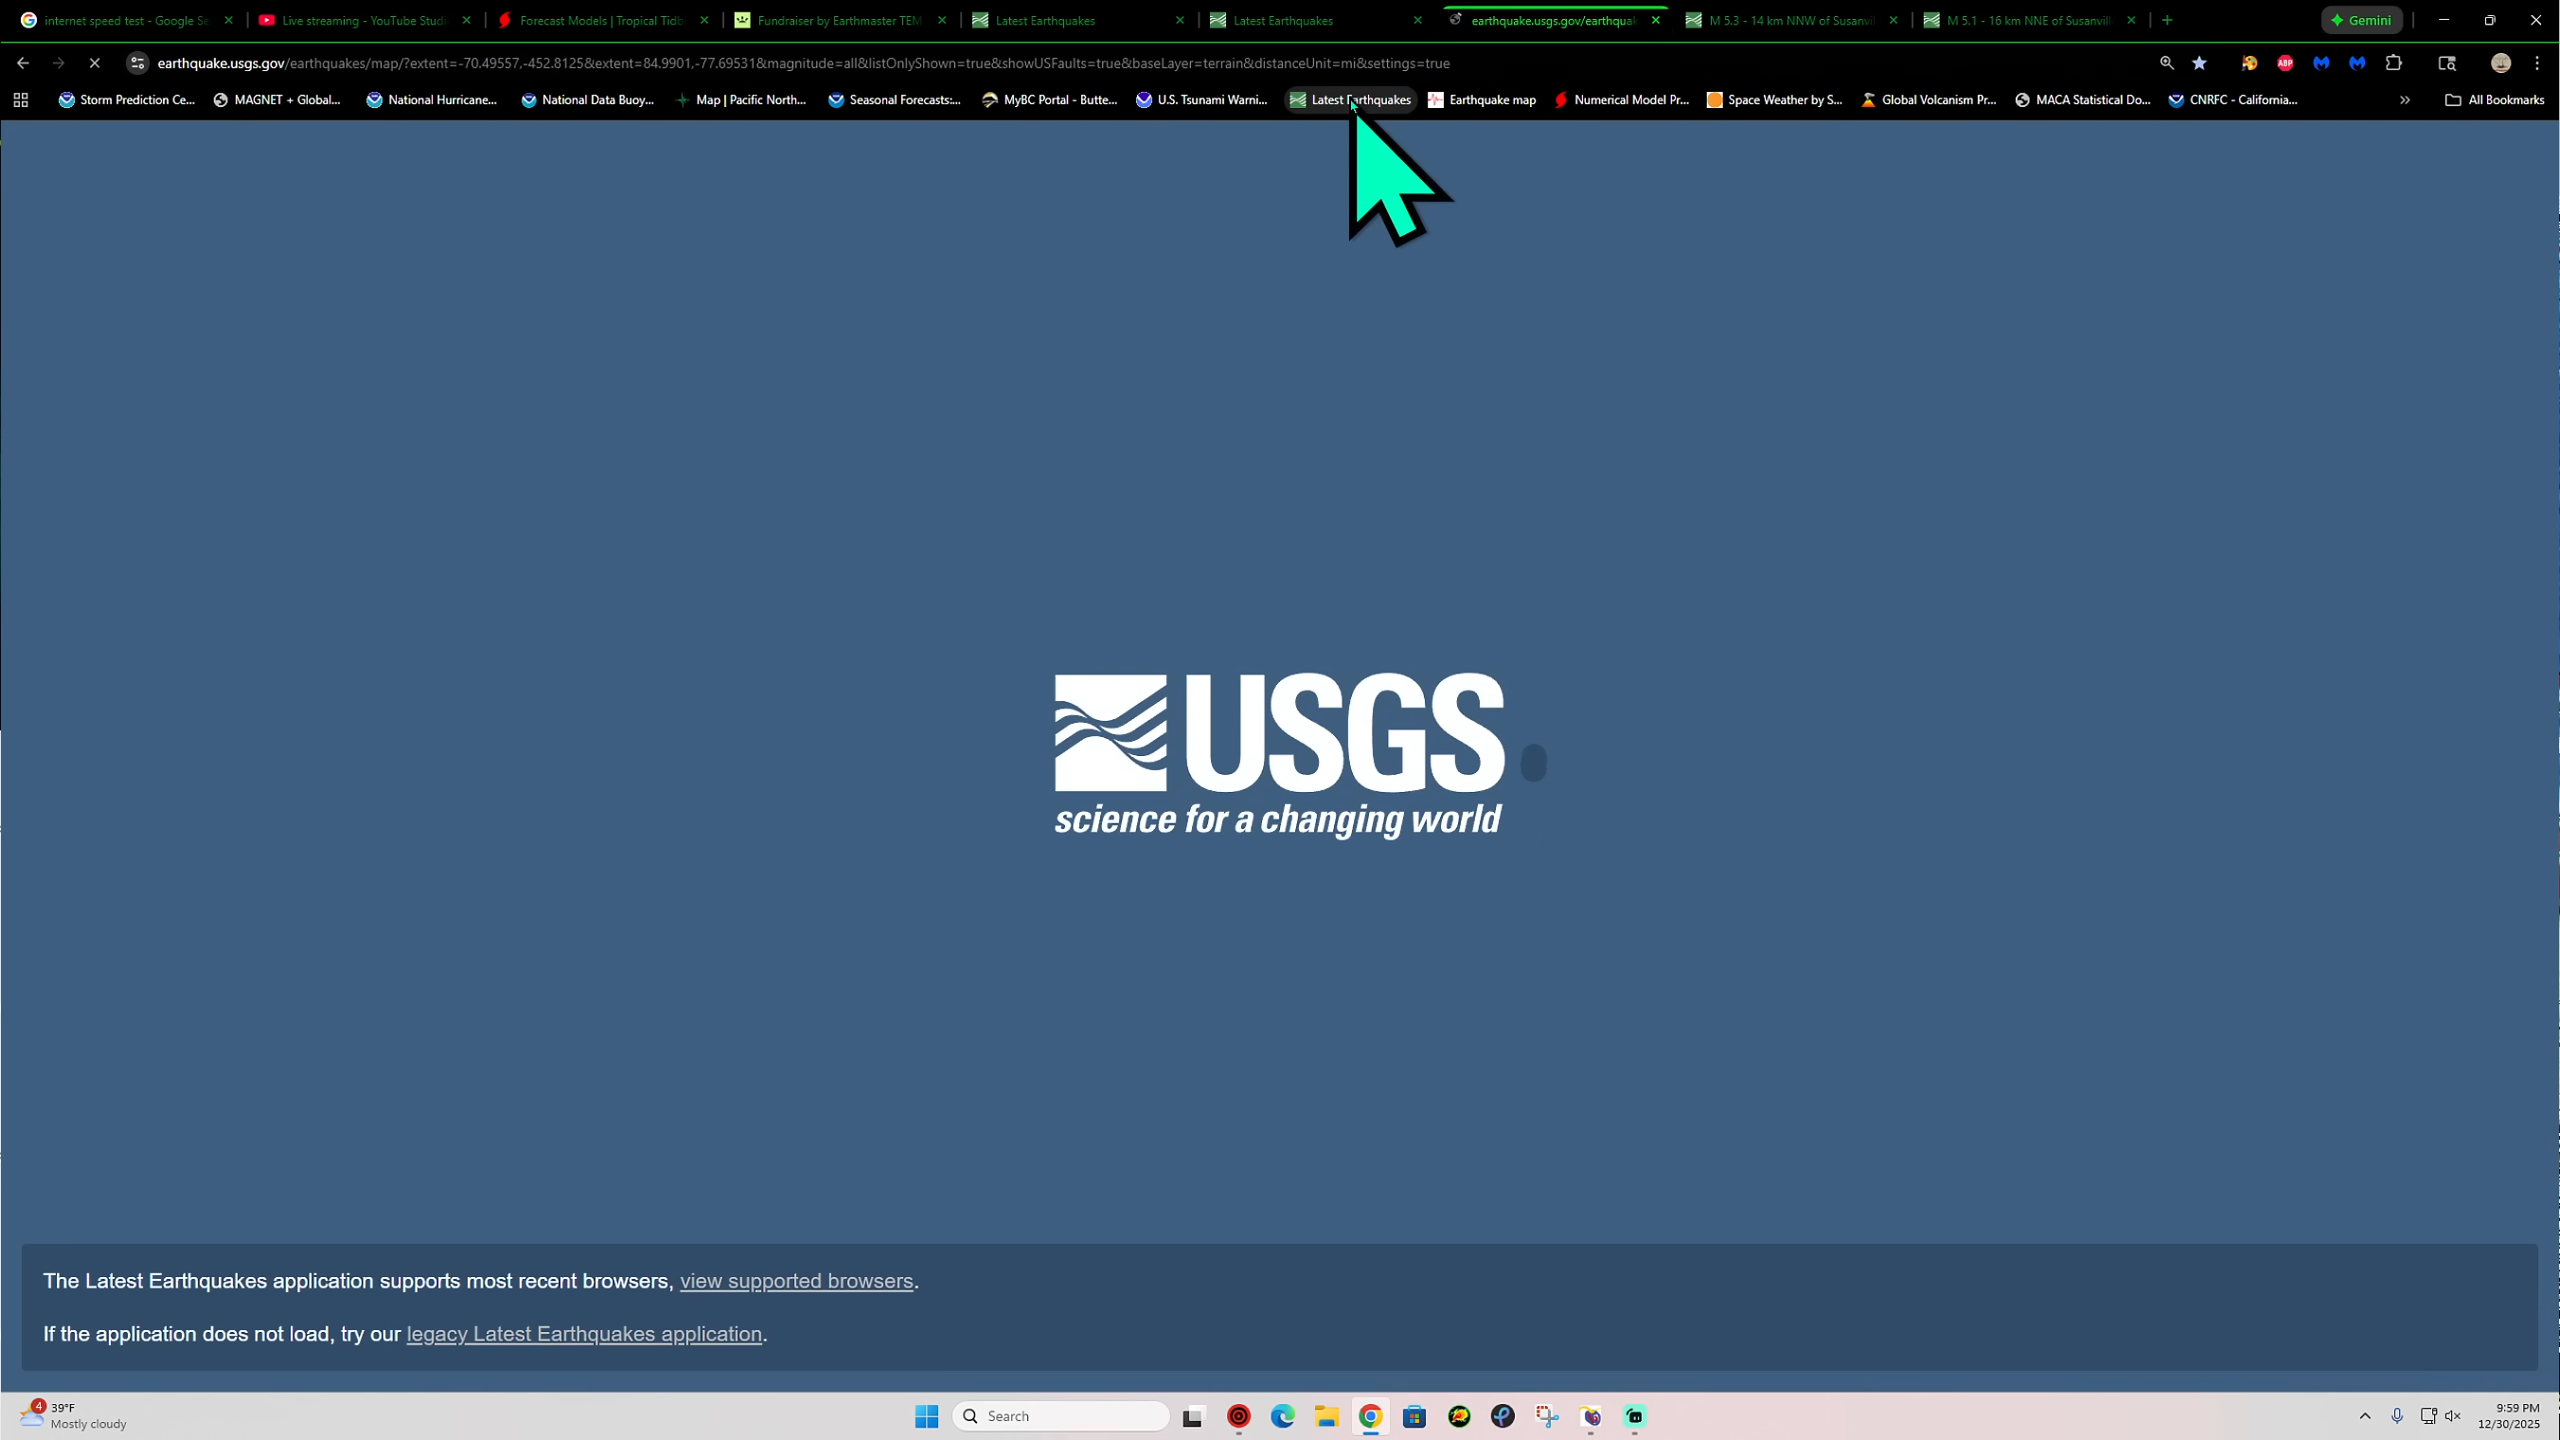 internet speed test - Google Se
Live streaming - YouTube Studi
Forecast Models | Tropical Tidb
Fundraiser by Earthmaster TEM
Latest Earthquakes
Latest Earthquakes
earthquake.usgs.gov/earthqual
M 5.3 - 14 km NNW of Susanvi
M 5.1 - 16 km NNE of Susanvill
Gemini
earthquake.usgs.gov/earthquakes/map/?extent=-70.49557,-452.8125&extent=84.9901,-77.69531&magnitude=all&listOnlyShown=true&showUSFaults=true&baseLayer=terrain&distanceUnit=mi&settings=true
ABP
Storm Prediction Ce...
MAGNET + Global...
National Hurricane...
National Data Buoy...
Map | Pacific North...
Seasonal Forecasts:...
MyBC Portal - Butte...
U.S. Tsunami Warni...
Latest Earthquakes
Earthquake map
Numerical Model Pr...
Space Weather by S...
Global Volcanism Pr...
MACA Statistical Do...
CNRFC - California...
All Bookmarks
USGS
science for a changing world
The Latest Earthquakes application supports most recent browsers, view supported browsers.
If the application does not load, try our legacy Latest Earthquakes application.
4
39°F
Mostly cloudy
Search
9:59 PM
12/30/2025